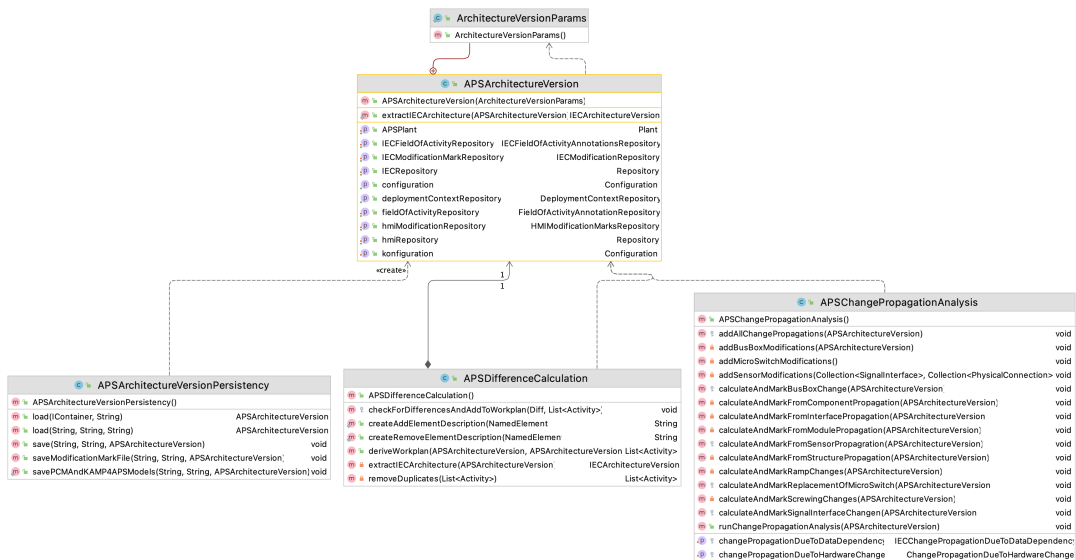 ArchitectureVersionParams
ArchitectureVersionParams()
APSArchitectureVersion
APSArchitectureVersion(ArchitectureVersionParams)
extractIECArchitecture(APSArchitectureVersion IECArchitectureVersion
APSPlant Plant
IECFieldOfActivityRepository IECFieldOfActivityAnnotationsRepository
IECModificationMarkRepository IECModificationRepository
IECRepository Repository
configuration Configuration
deploymentContextRepository DeploymentContextRepository
fieldOfActivityRepository FieldOfActivityAnnotationRepository
hmiModificationRepository HMIModificationMarksRepository
hmiRepository Repository
konfiguration Configuration
«create»
1
1
APSChangePropagationAnalysis
APSChangePropagationAnalysis()
addAllChangePropagations(APSArchitectureVersion) void
addBusBoxModifications(APSArchitectureVersion) void
addMicroSwitchModifications() void
addSensorModifications(Collection<SignalInterface>, Collection<PhysicalConnection> void
calculateAndMarkBusBoxChange(APSArchitectureVersion void
calculateAndMarkFromComponentPropagation(APSArchitectureVersion void
calculateAndMarkFromInterfacePropagation(APSArchitectureVersion void
calculateAndMarkFromModulePropagation(APSArchitectureVersion void
calculateAndMarkFromSensorPropagation(APSArchitectureVersion) void
calculateAndMarkFromStructurePropagation(APSArchitectureVersion) void
calculateAndMarkRampChanges(APSArchitectureVersion) void
calculateAndMarkReplacementOfMicroSwitch(APSArchitectureVersion void
calculateAndMarkScrewingChanges(APSArchitectureVersion) void
calculateAndMarkSignalInterfaceChangen(APSArchitectureVersion void
runChangePropagationAnalysis(APSArchitectureVersion) void
changePropagationDueToDataDependency IECChangePropagationDueToDataDependency
changePropagationDueToHardwareChange ChangePropagationDueToHardwareChange
APSArchitectureVersionPersistency
APSArchitectureVersionPersistency()
load(IContainer, String) APSArchitectureVersion
load(String, String, String) APSArchitectureVersion
save(String, String, APSArchitectureVersion) void
saveModificationMarkFile(String, String, APSArchitectureVersion) void
savePCMAndKAMP4APSModels(String, String, APSArchitectureVersion) void
APSDifferenceCalculation
APSDifferenceCalculation()
checkForDifferencesAndAddToWorkplan(Diff, List<Activity>) void
createAddElementDescription(NamedElement String
createRemoveElementDescription(NamedElemen String
deriveWorkplan(APSArchitectureVersion, APSArchitectureVersion List<Activity>
extractIECArchitecture(APSArchitectureVersion) IECArchitectureVersion
removeDuplicates(List<Activity>) List<Activity>